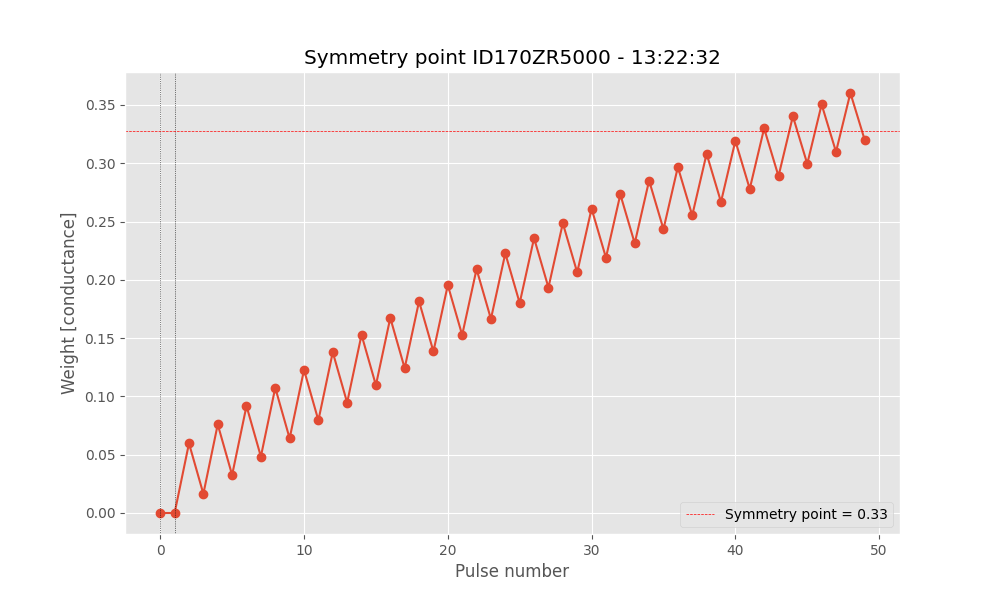 Symmetry point ID170ZR5000 - 13:22:32
Weight [conductance]
0.35
0.30
0.25
0.20
0.15
0.10
0.05
0.00
Symmetry point = 0.33
0 10 20 30 40 50
Pulse number